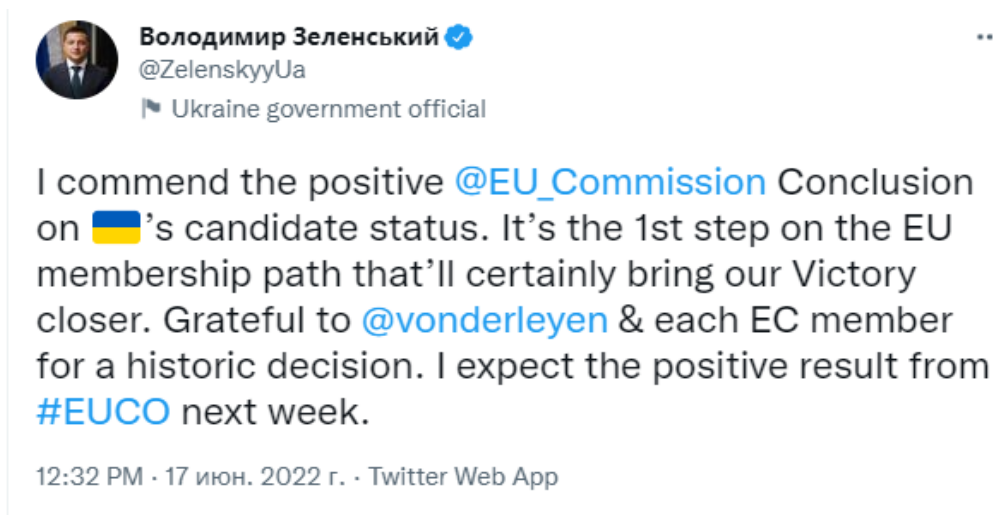 Володимир Зеленський
@ZelenskyyUa
Ukraine government official
I commend the positive @EU_Commission Conclusion
on 🇺🇦’s candidate status. It’s the 1st step on the EU
membership path that’ll certainly bring our Victory
closer. Grateful to @vonderleyen & each EC member
for a historic decision. I expect the positive result from
#EUCO next week.
12:32 PM · 17 июн. 2022 г. · Twitter Web App